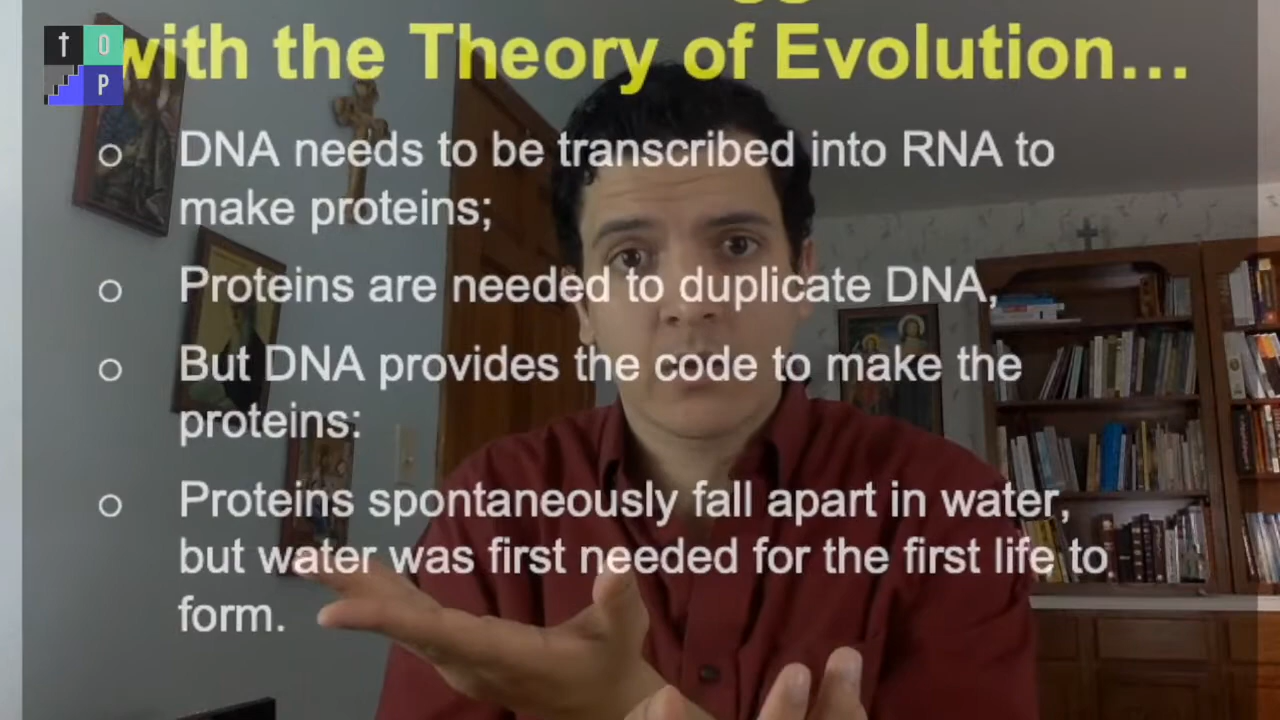 with the Theory of Evolution...
DNA needs to be transcribed into RNA to
make proteins;
Proteins are needed to duplicate DNA,
But DNA provides the code to make the
proteins:
Proteins spontaneously fall apart in water,
but water was first needed for the first life to
form.
† O
P